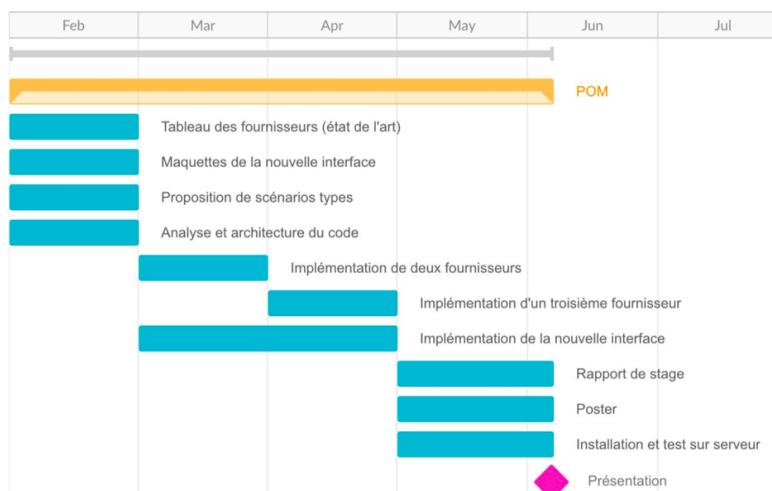 Feb Mar Apr May Jun Jul
POM
Tableau des fournisseurs (état de l'art)
Maquettes de la nouvelle interface
Proposition de scénarios types
Analyse et architecture du code
Implémentation de deux fournisseurs
Implémentation d'un troisième fournisseur
Implémentation de la nouvelle interface
Rapport de stage
Poster
Installation et test sur serveur
Présentation